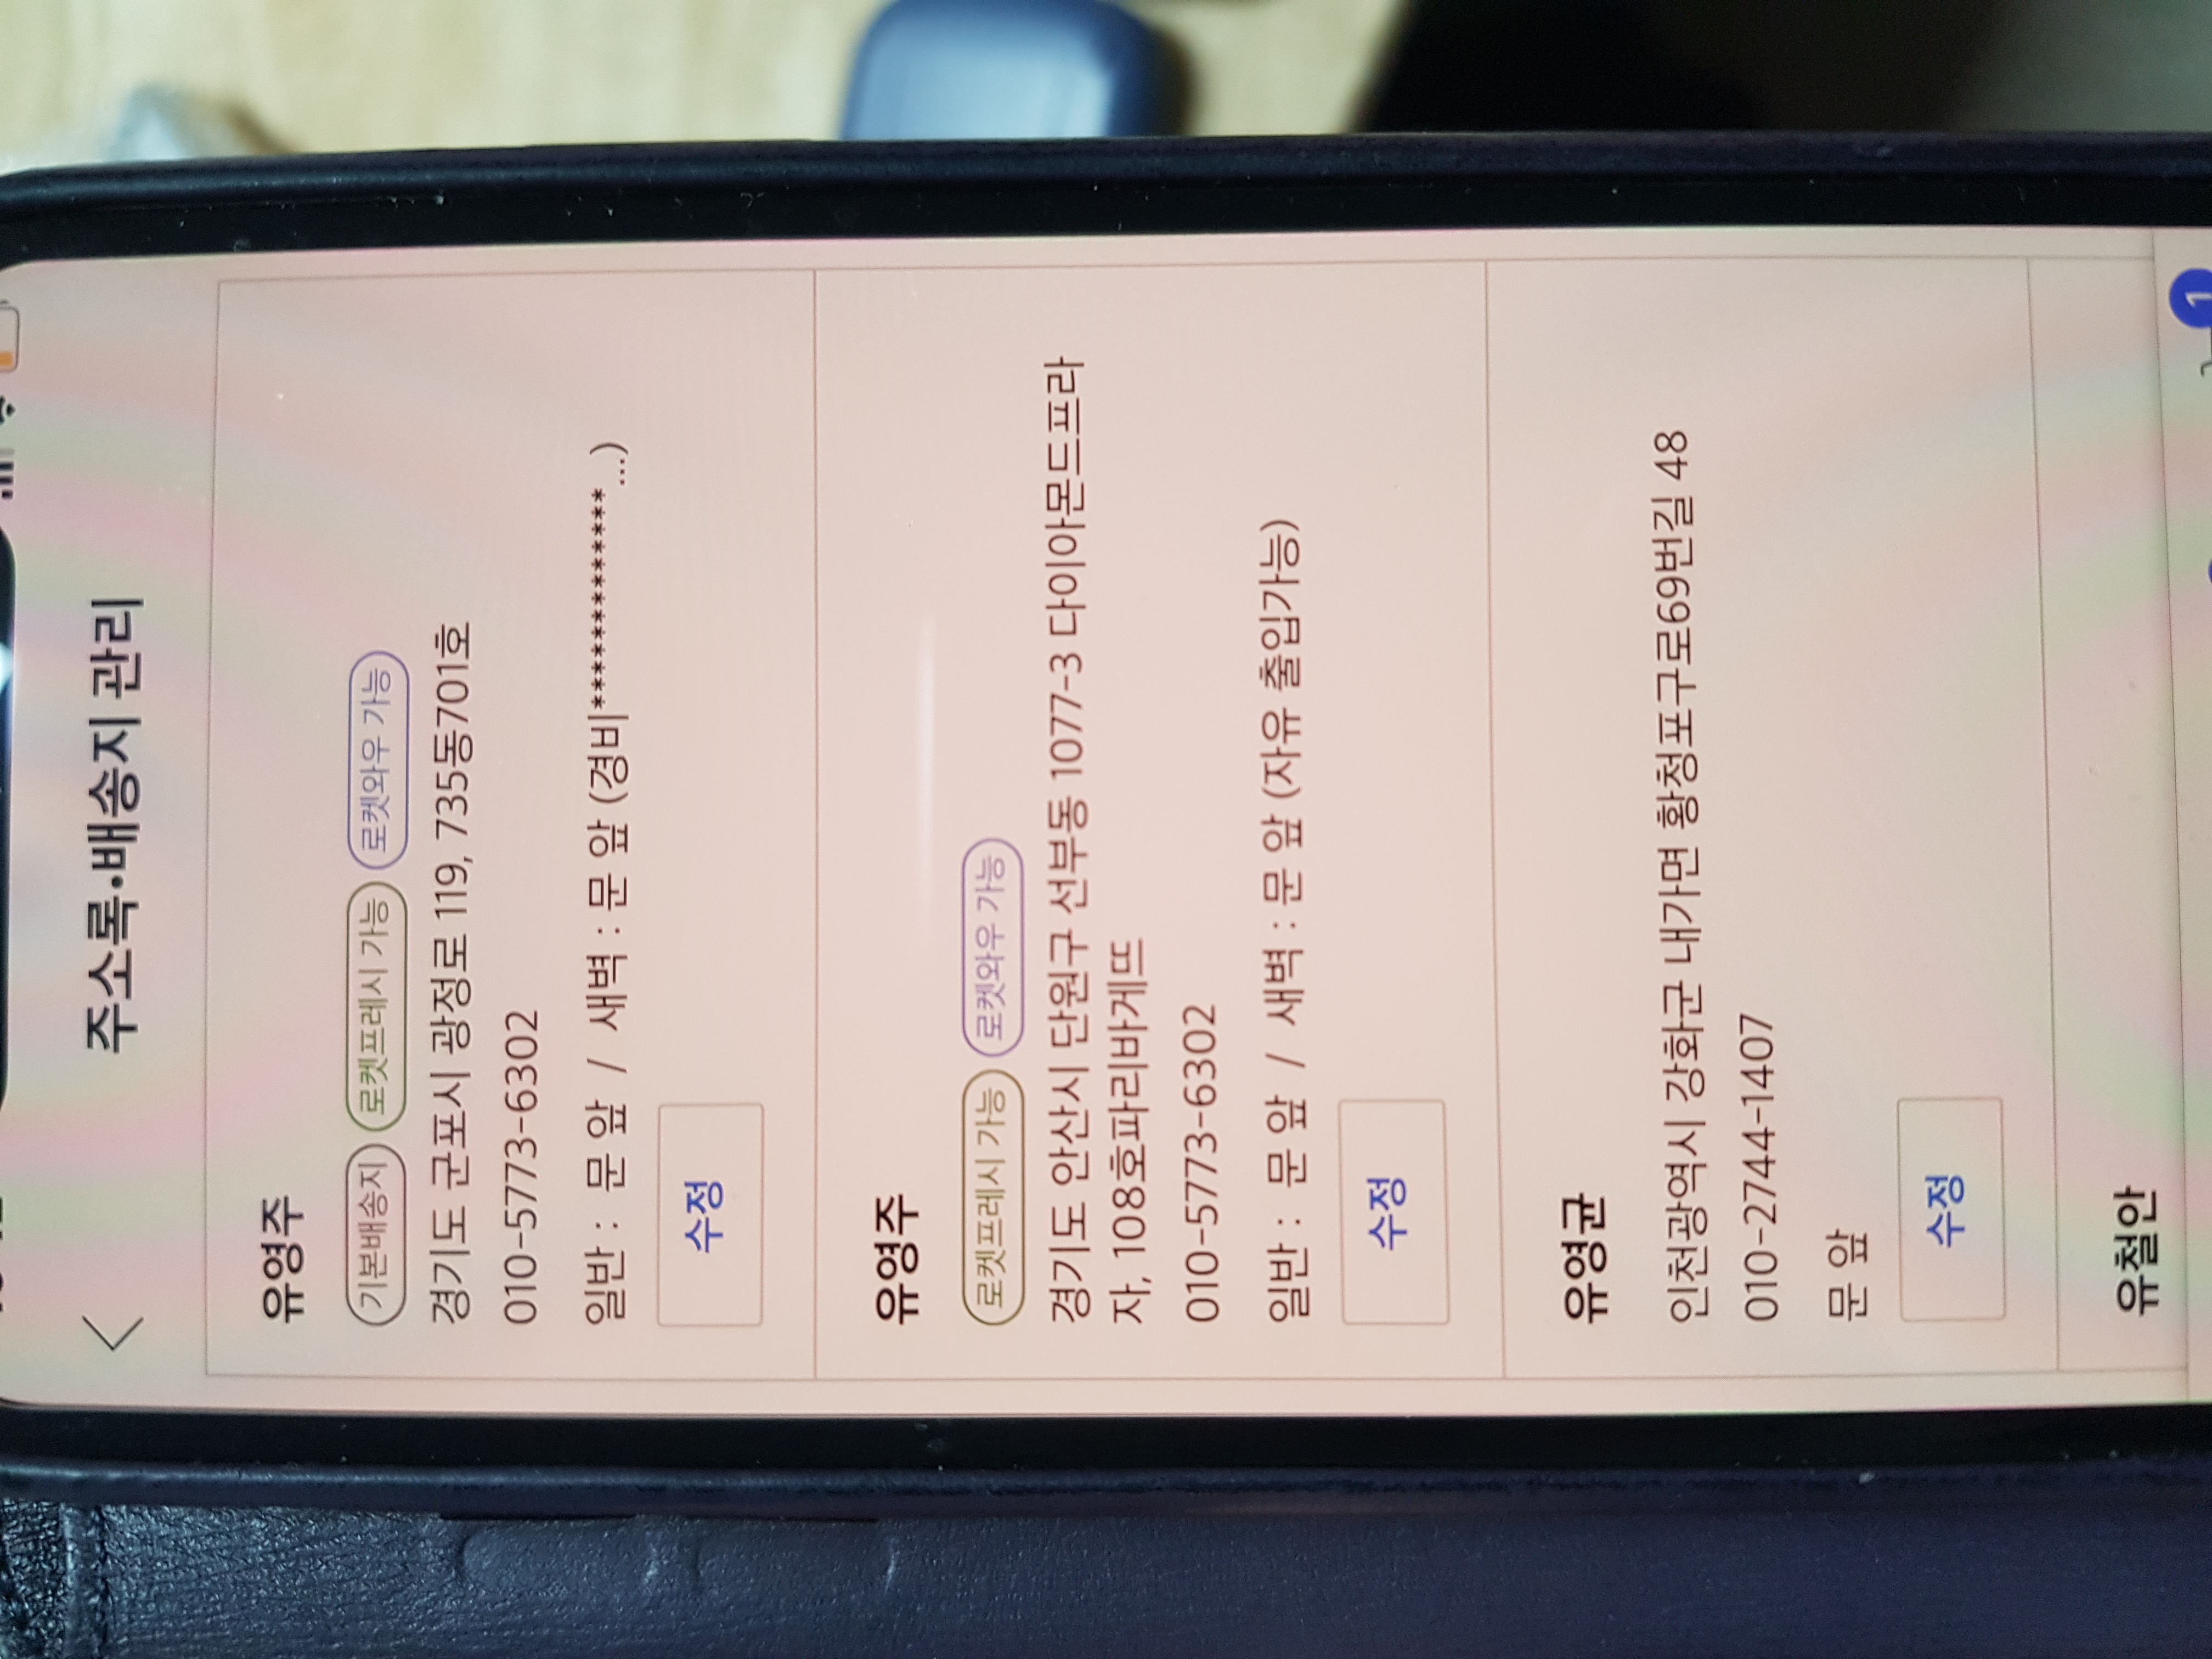 주소록•배송지 관리
유영주
기본배송지 로켓프레시 가능 로켓와우 가능
경기도 군포시 광정로 119, 735동701호
010-5773-6302
일반 : 문 앞 / 새벽 : 문 앞 (경비*************...)
수정
유영주
로켓프레시 가능 로켓와우 가능
경기도 안산시 단원구 선부동 1077-3 다이아몬드프라
자, 108호파리바게뜨
010-5773-6302
일반 : 문 앞 / 새벽 : 문 앞 (자유 출입가능)
수정
유영균
인천광역시 강화군 내가면 황청포구로69번길 48
010-2744-1407
문 앞
수정
유철안
1